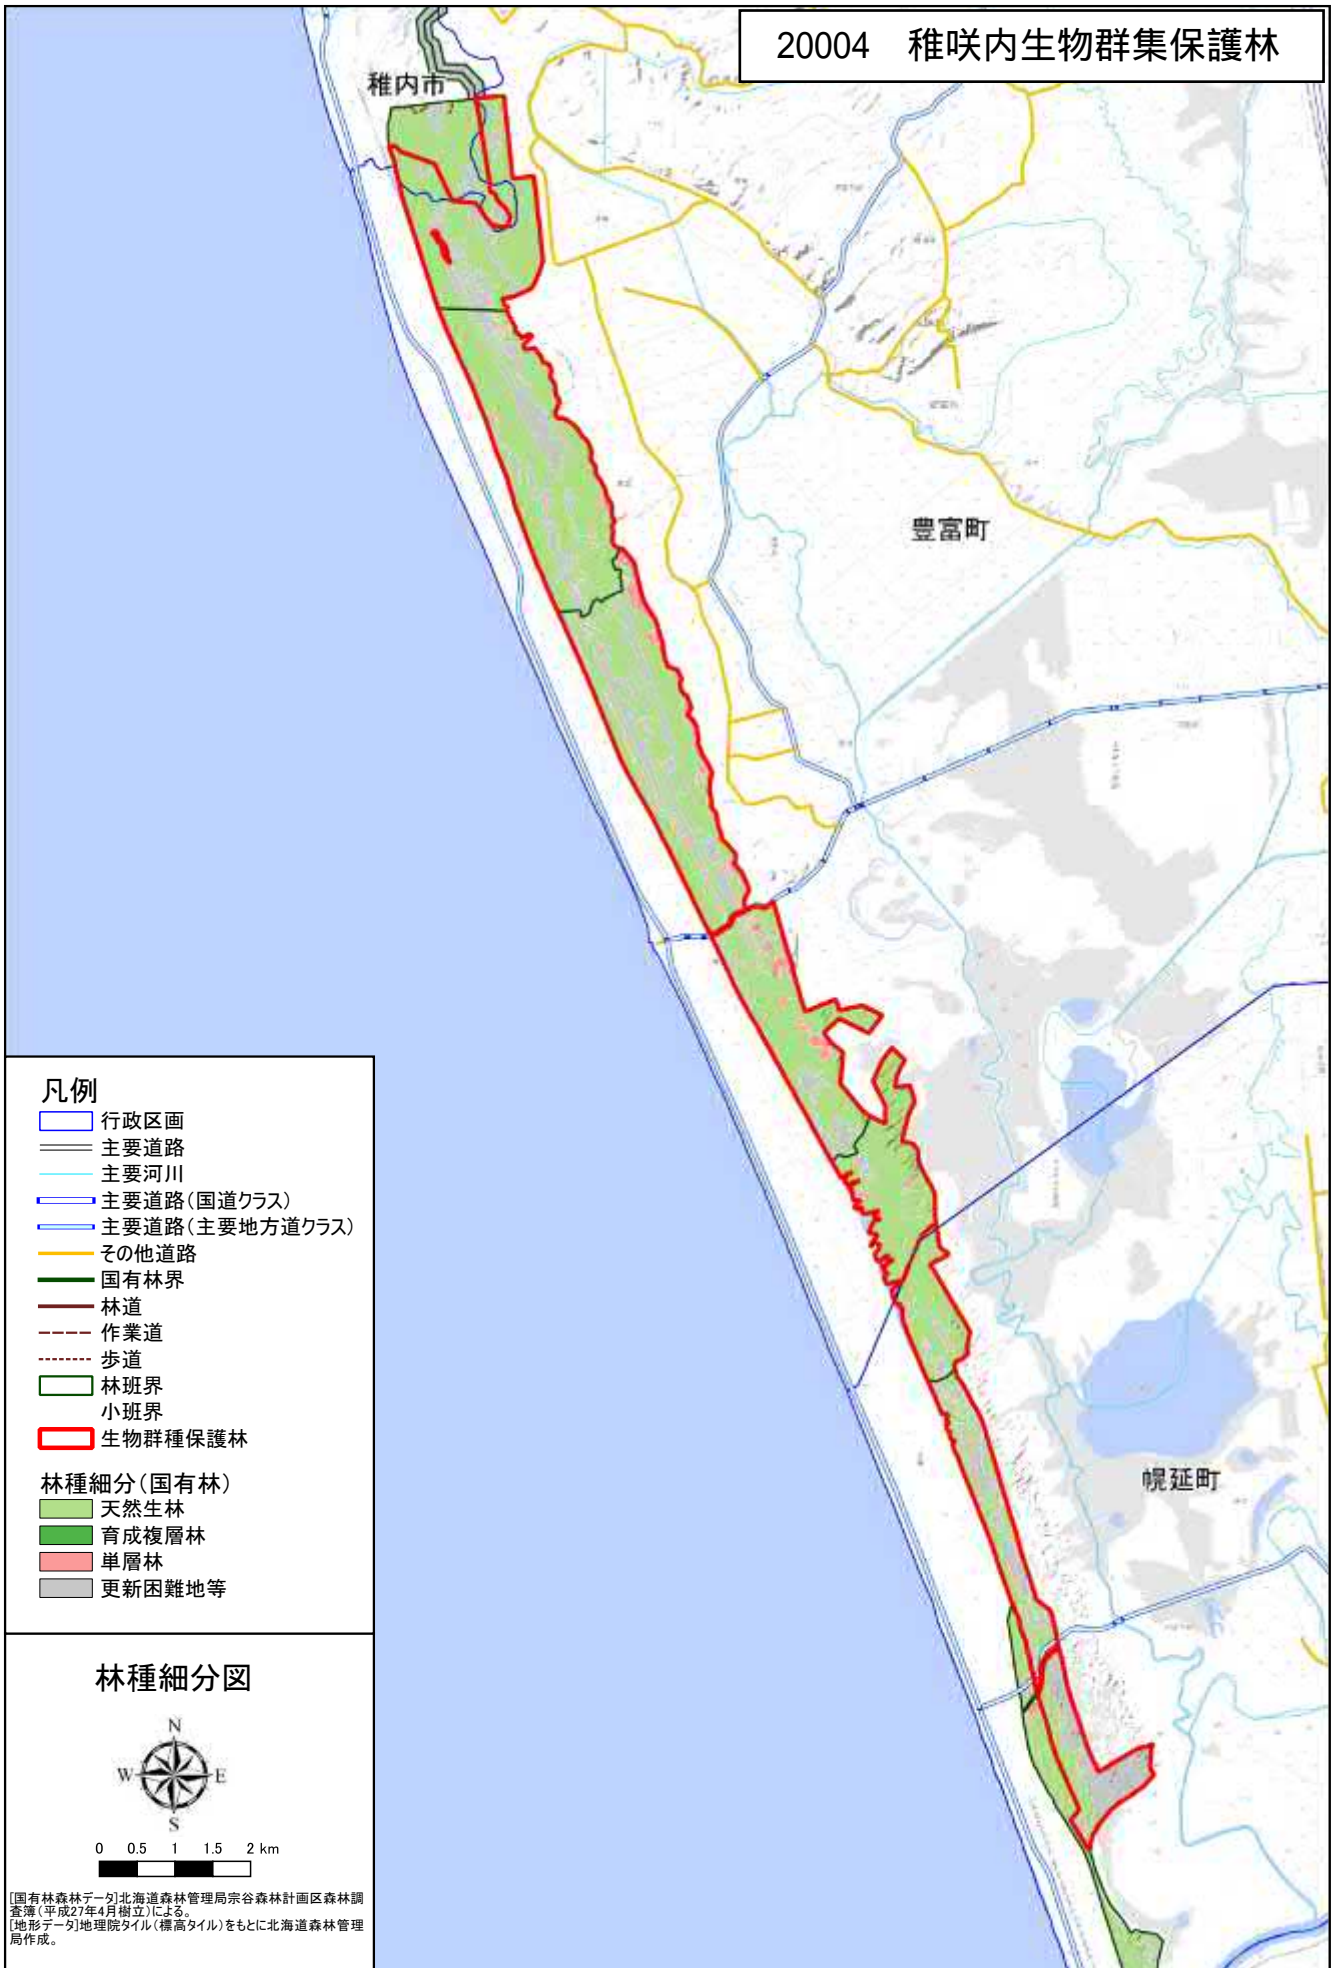 20004　稚咲内生物群集保護林
稚内市
豊富町
幌延町
凡例
行政区画
主要道路
主要河川
主要道路(国道クラス)
主要道路(主要地方道クラス)
その他道路
国有林界
林道
作業道
歩道
林班界
小班界
生物群種保護林
林種細分(国有林)
天然生林
育成複層林
単層林
更新困難地等
林種細分図
N
W E
S
0 0.5 1 1.5 2 km
[国有林森林データ]北海道森林管理局宗谷森林計画区森林調
査簿(平成27年4月樹立)による。
[地形データ]地理院タイル(標高タイル)をもとに北海道森林管理
局作成。